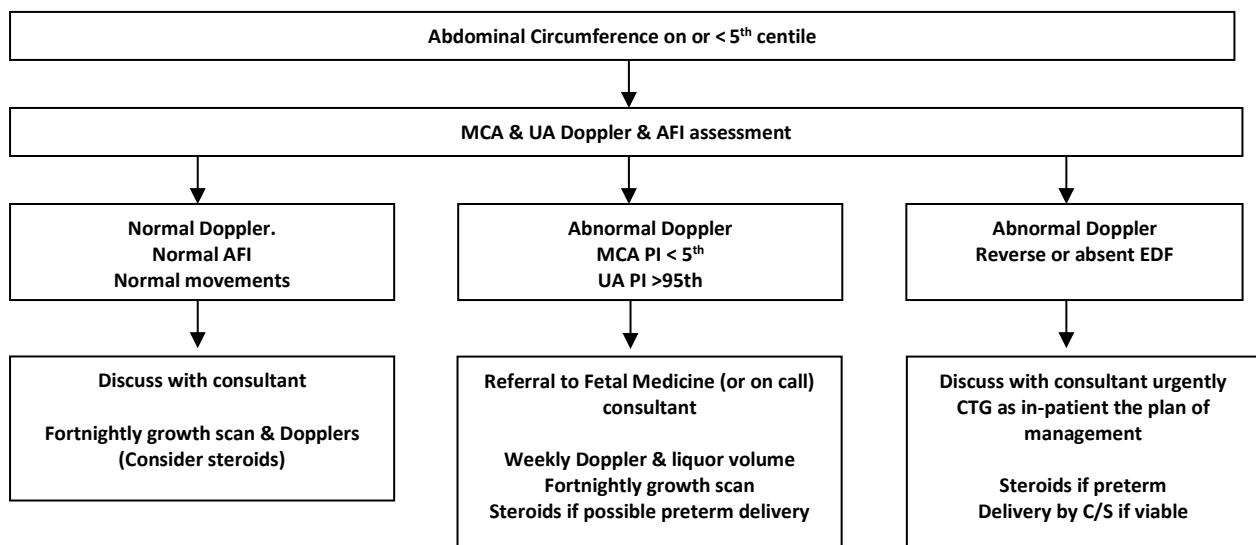 Abdominal Circumference on or < 5th centile
MCA & UA Doppler & AFI assessment
Normal Doppler.
Normal AFI
Normal movements
Abnormal Doppler
MCA PI < 5th
UA PI >95th
Abnormal Doppler
Reverse or absent EDF
Discuss with consultant
Fortnightly growth scan & Dopplers
(Consider steroids)
Referral to Fetal Medicine (or on call)
consultant
Weekly Doppler & liquor volume
Fortnightly growth scan
Steroids if possible preterm delivery
Discuss with consultant urgently
CTG as in-patient the plan of
management
Steroids if preterm
Delivery by C/S if viable